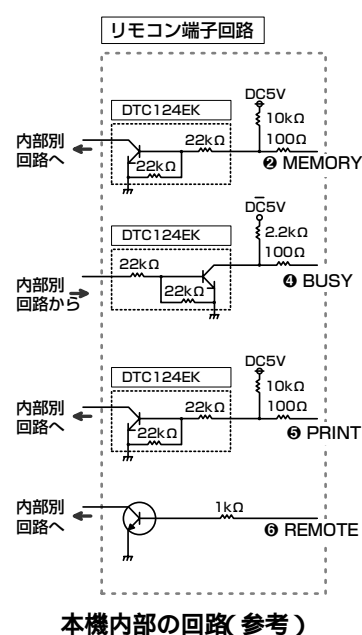 リモコン端子回路
DC5V
DTC124EK
10kΩ
内部別
回路へ
22kΩ
100Ω
22kΩ
❷ MEMORY
DC5V
DTC124EK
2.2kΩ
22kΩ
100Ω
内部別
回路から
22kΩ
❹ BUSY
DC5V
DTC124EK
10kΩ
内部別
回路へ
22kΩ
100Ω
22kΩ
❺ PRINT
内部別
回路へ
1kΩ
❻ REMOTE
本機内部の回路(参考)